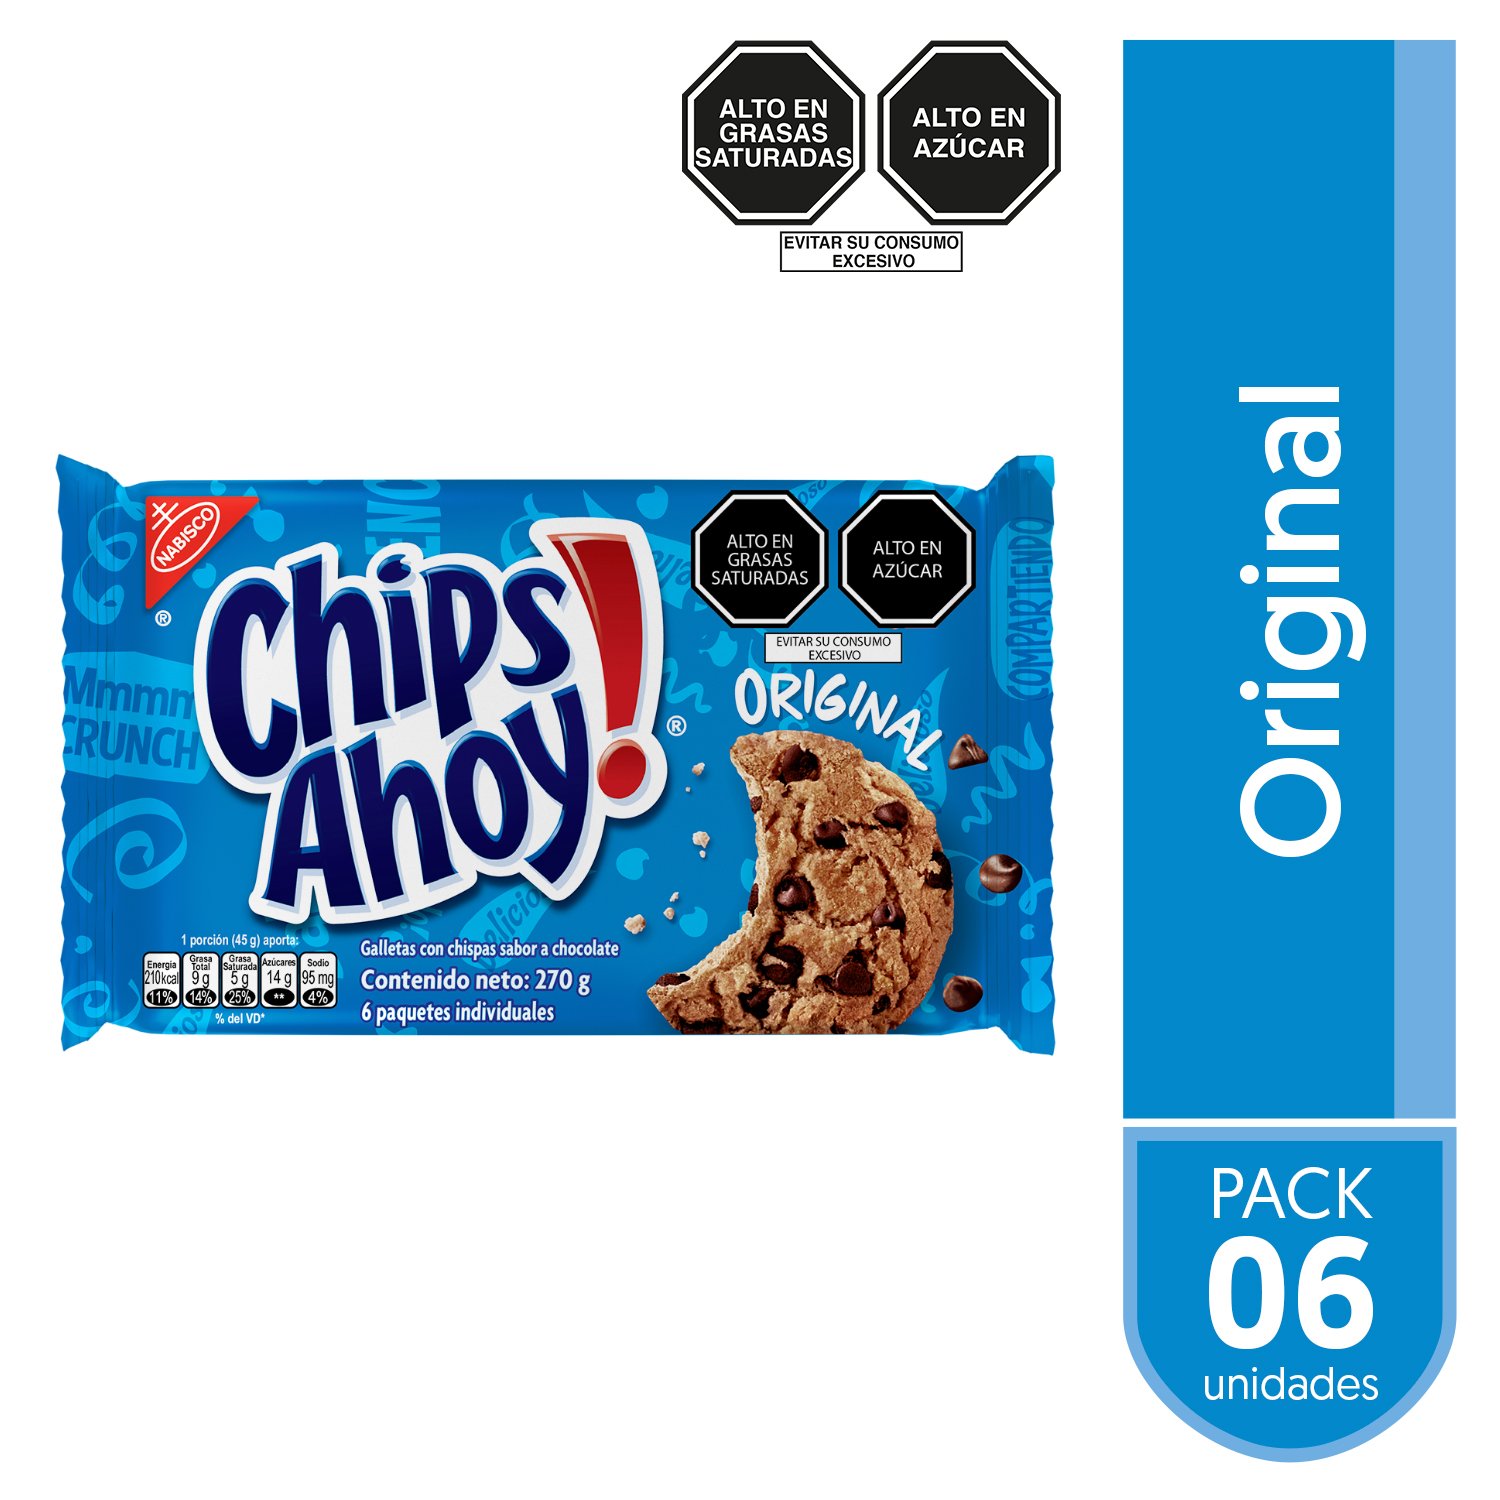 ALTO EN
GRASAS
SATURADAS
ALTO EN
AZÚCAR
EVITAR SU CONSUMO
EXCESIVO
Original
PACK
06
unidades
NABISCO
®
Chips
Ahoy!
®
ALTO EN
GRASAS
SATURADAS
ALTO EN
AZÚCAR
EVITAR SU CONSUMO
EXCESIVO
ORIGINAL
COMPARTIENDO
Mmmm
CRUNCH
Delicioso
1 porción (45 g) aporta:
Energía
210kcal
11%
Grasa
Total
9 g
14%
Grasa
Saturada
5 g
25%
Azúcares
14 g
**
Sodio
95 mg
4%
% del VD*
Galletas con chispas sabor a chocolate
Contenido neto: 270 g
6 paquetes individuales